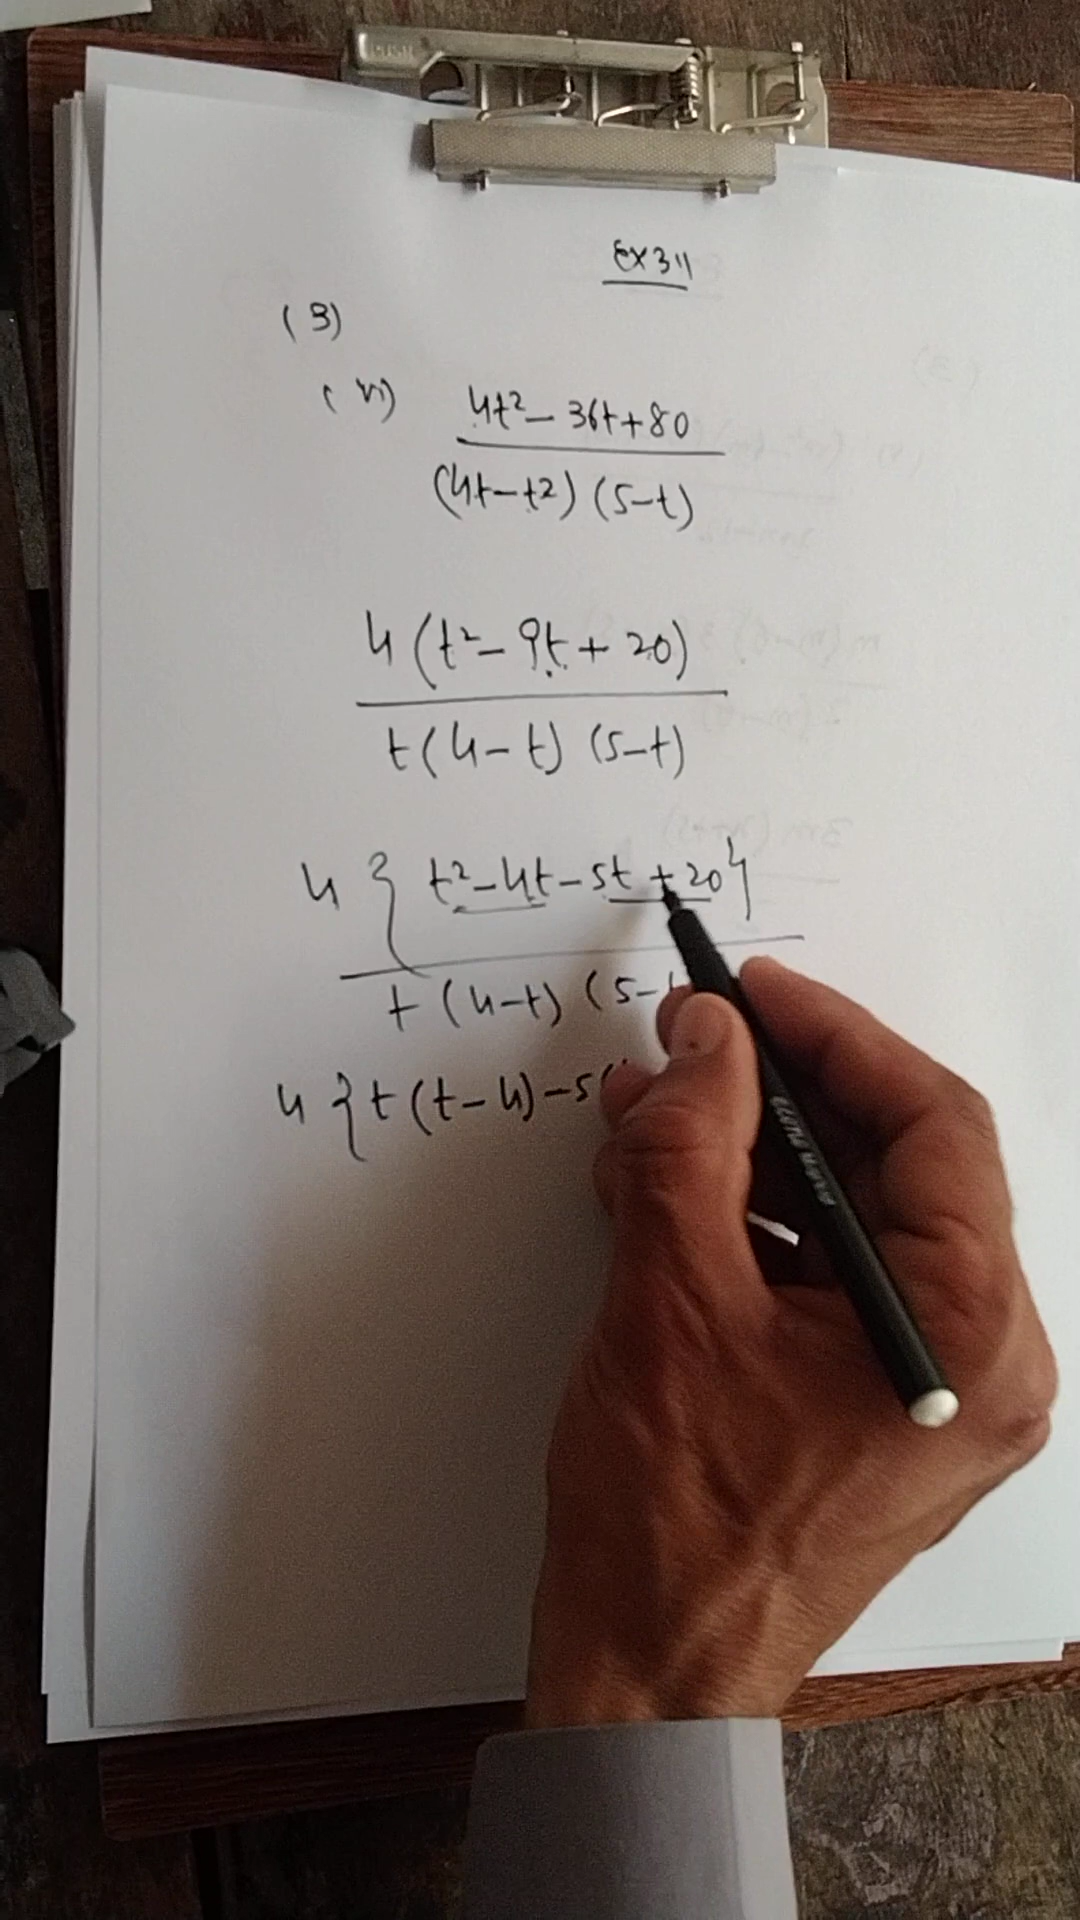 Ex 3.1
(3)
(vi) 4t² - 36t + 80
(4t - t²) (5 - t)
4 (t² - 9t + 20)
t (4 - t) (5 - t)
4 { t² - 4t - 5t + 20 }
t (4 - t) (5 -
4 { t (t - 4) - 5 (